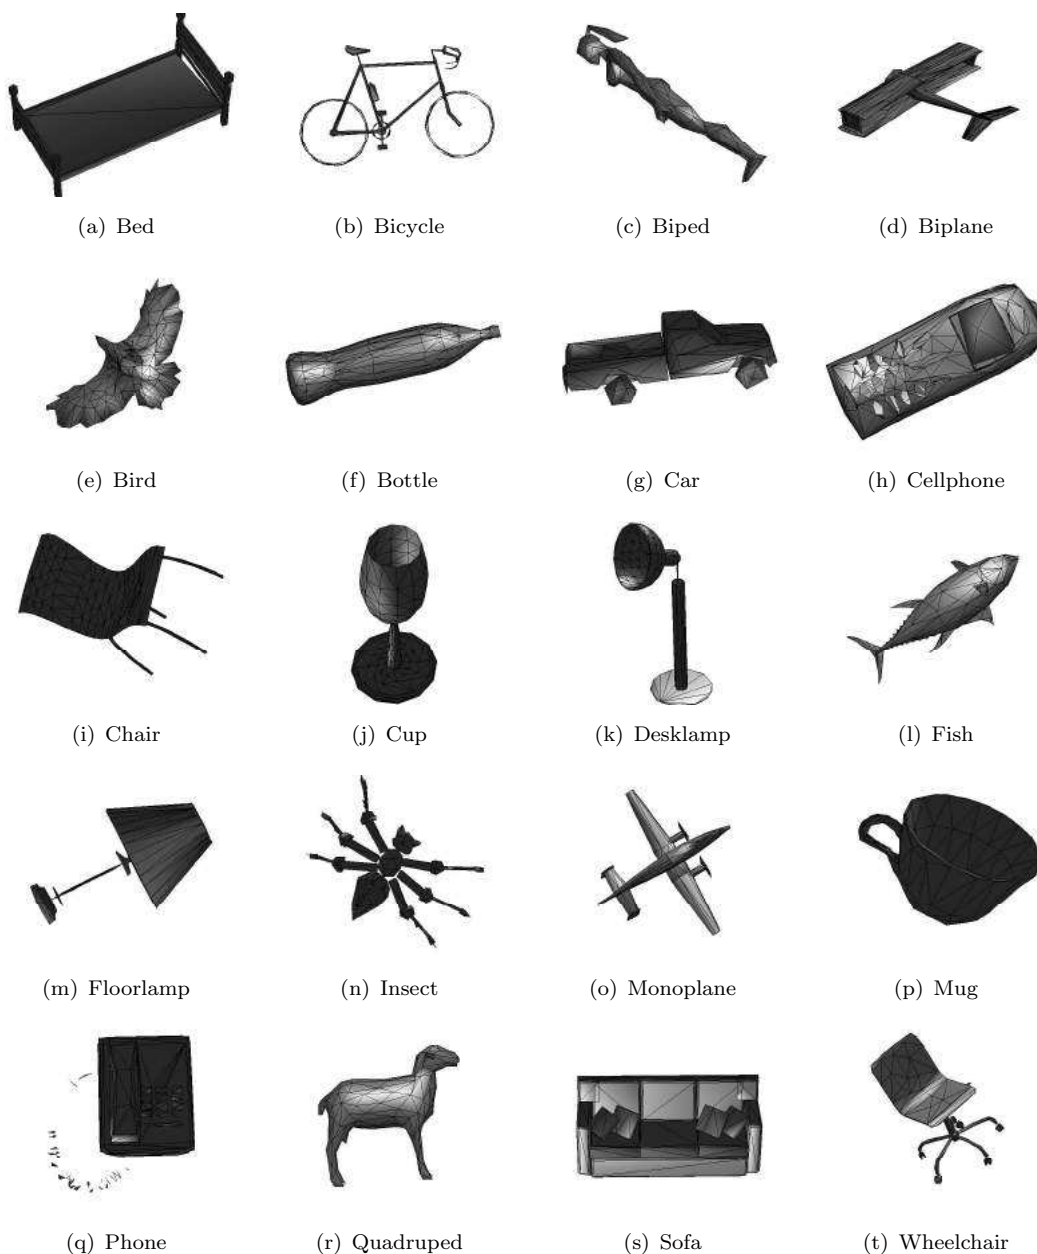 (a) Bed (b) Bicycle (c) Biped (d) Biplane
(e) Bird (f) Bottle (g) Car (h) Cellphone
(i) Chair (j) Cup (k) Desklamp (l) Fish
(m) Floorlamp (n) Insect (o) Monoplane (p) Mug
(q) Phone (r) Quadruped (s) Sofa (t) Wheelchair